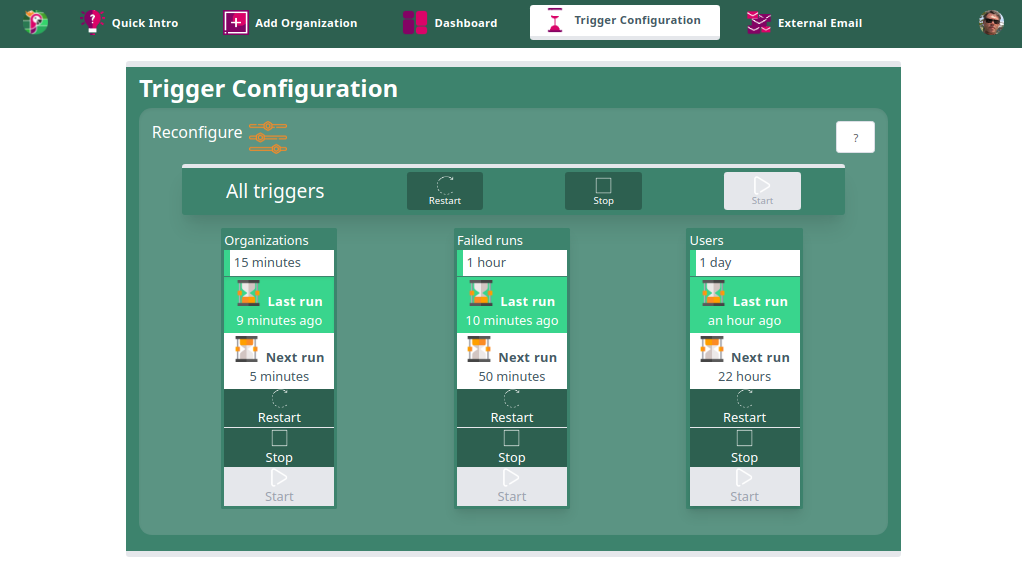 Quick Intro
Add Organization
Dashboard
Trigger Configuration
External Email
Trigger Configuration
Reconfigure
?
All triggers
Restart
Stop
Start
Organizations
15 minutes
Last run
9 minutes ago
Next run
5 minutes
Restart
Stop
Start
Failed runs
1 hour
Last run
10 minutes ago
Next run
50 minutes
Restart
Stop
Start
Users
1 day
Last run
an hour ago
Next run
22 hours
Restart
Stop
Start